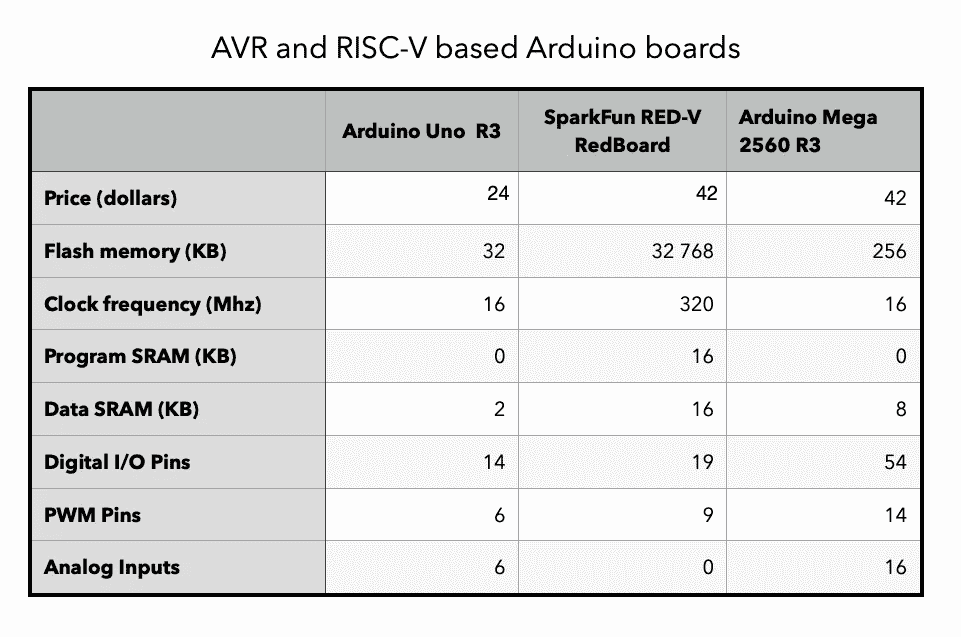 AVR and RISC-V based Arduino boards
Arduino Uno R3 SparkFun RED-V RedBoard Arduino Mega 2560 R3
Price (dollars) 24 42 42
Flash memory (KB) 32 32 768 256
Clock frequency (Mhz) 16 320 16
Program SRAM (KB) 0 16 0
Data SRAM (KB) 2 16 8
Digital I/O Pins 14 19 54
PWM Pins 6 9 14
Analog Inputs 6 0 16